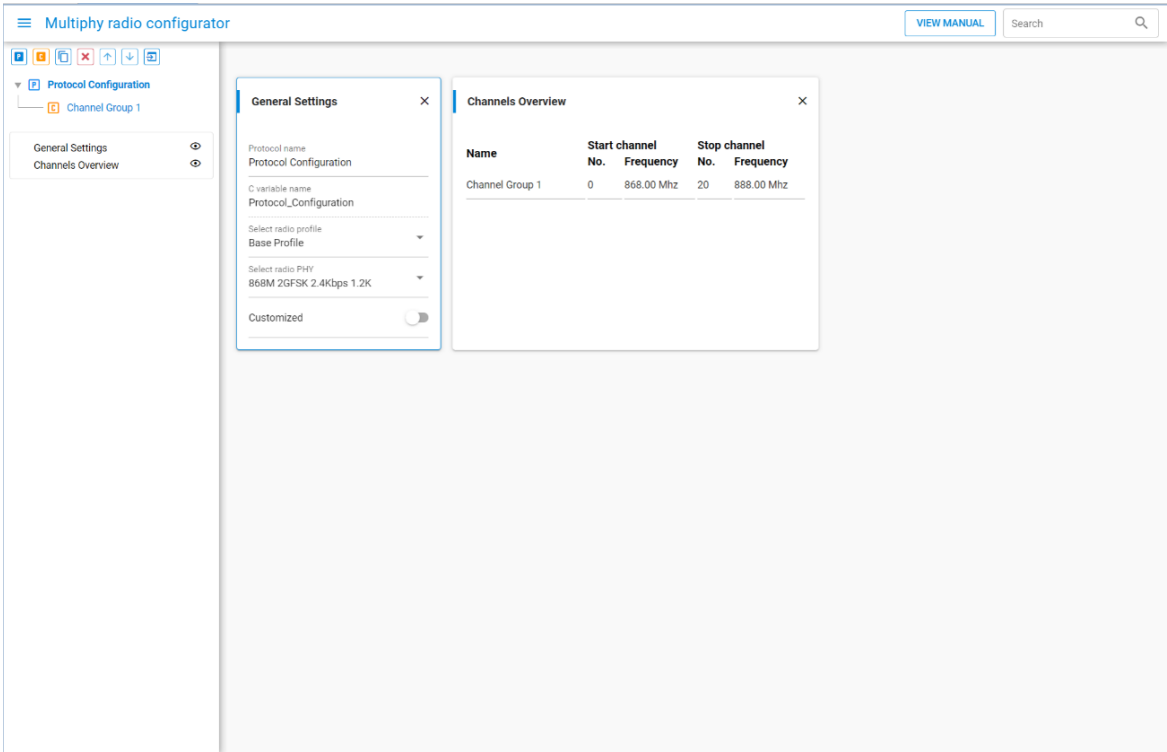 Multiphy radio configurator
VIEW MANUAL
Search
P
C
P Protocol Configuration
C Channel Group 1
General Settings
Channels Overview
General Settings
Protocol name
Protocol Configuration
C variable name
Protocol_Configuration
Select radio profile
Base Profile
Select radio PHY
868M 2GFSK 2.4Kbps 1.2K
Customized
Channels Overview
Start channel Stop channel
Name No. Frequency No. Frequency
Channel Group 1 0 868.00 Mhz 20 888.00 Mhz